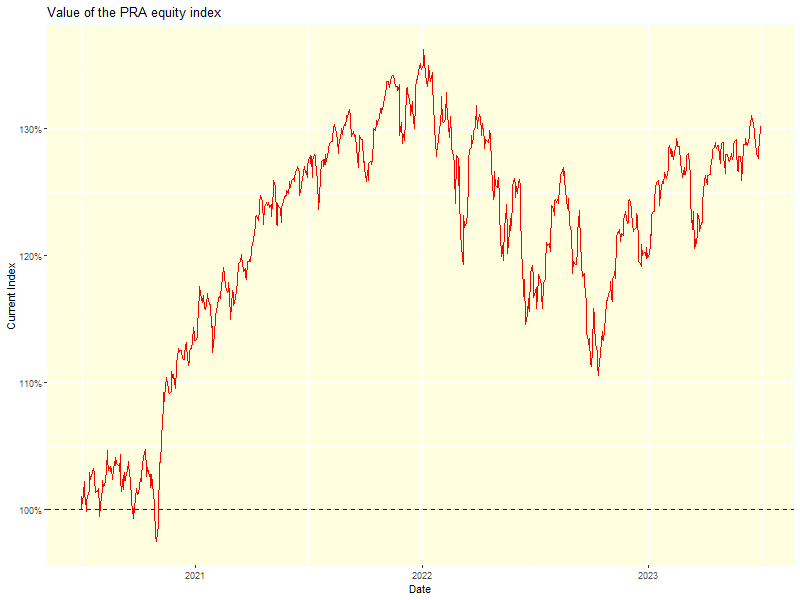 Value of the PRA equity index
Current Index
130%
120%
110%
100%
2021
2022
2023
Date